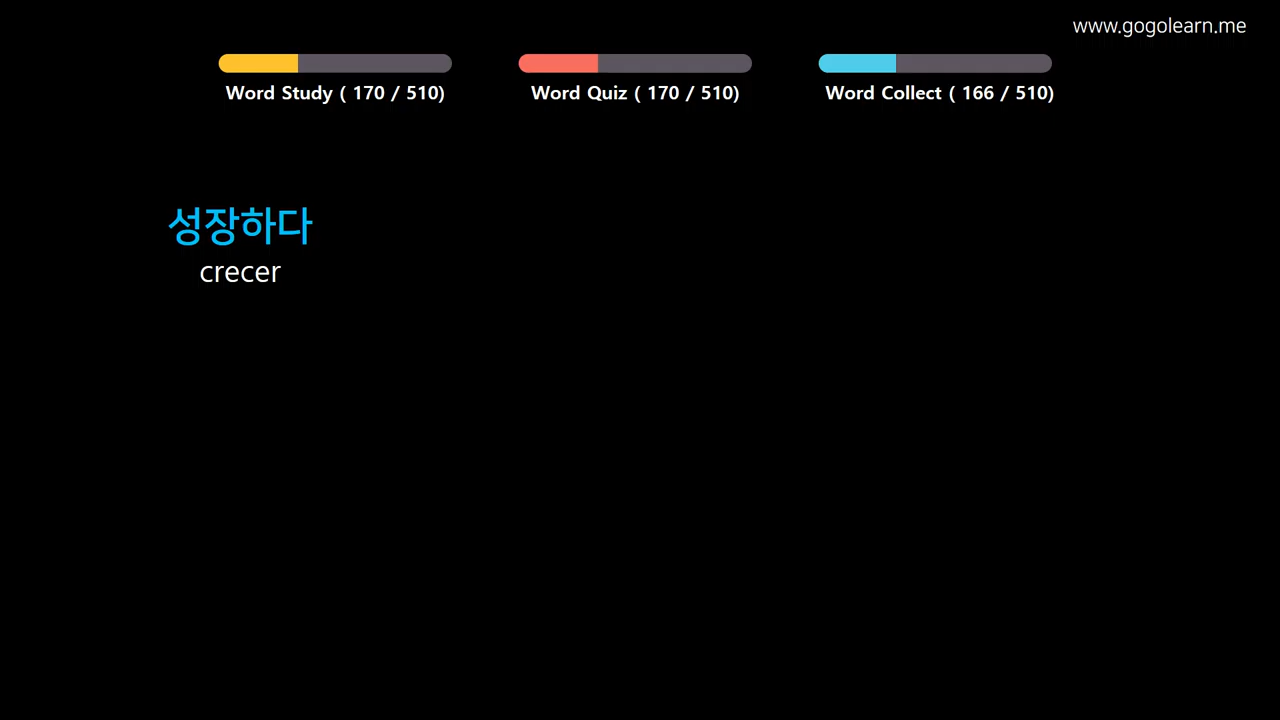 www.gogolearn.me
Word Study ( 170 / 510)
Word Quiz ( 170 / 510)
Word Collect ( 166 / 510)
성장하다
crecer